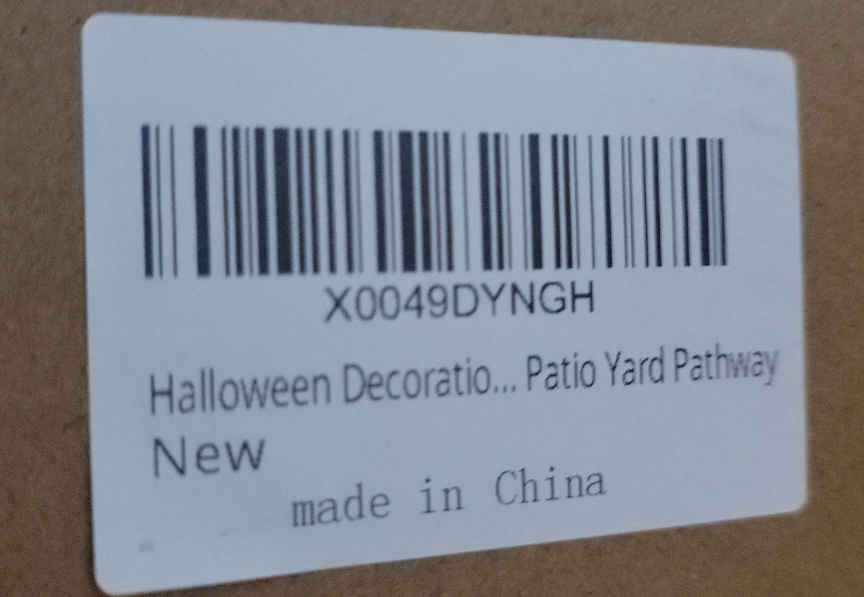 X0049DYNGH
Halloween Decoratio... Patio Yard Pathway
New
made in China